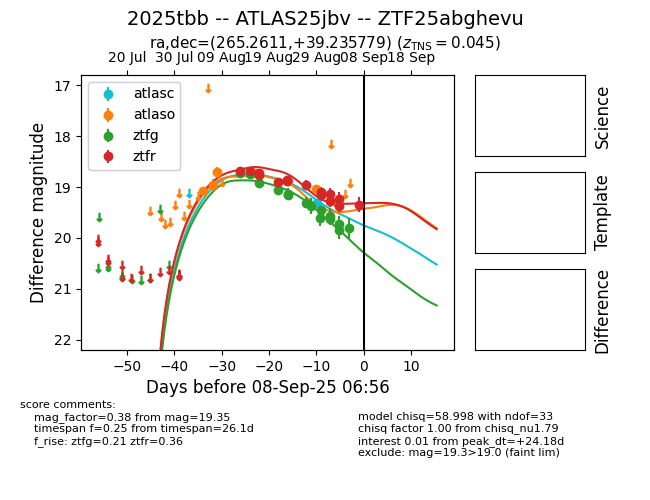 2025tbb -- ATLAS25jbv -- ZTF25abghevu
ra,dec=(265.2611,+39.235779) (z_TNS = 0.045)
20 Jul 30 Jul 09 Aug 19 Aug 29 Aug 08 Sep 18 Sep
atlasc
atlaso
ztfg
ztfr
17
18
19
20
21
22
Difference magnitude
−50 −40 −30 −20 −10 0 10
Days before 08-Sep-25 06:56
Science
Template
Difference
score comments:
mag_factor=0.38 from mag=19.35
timespan f=0.25 from timespan=26.1d
f_rise: ztfg=0.21 ztfr=0.36
model chisq=58.998 with ndof=33
chisq factor 1.00 from chisq_nu1.79
interest 0.01 from peak_dt=+24.18d
exclude: mag=19.3>19.0 (faint lim)